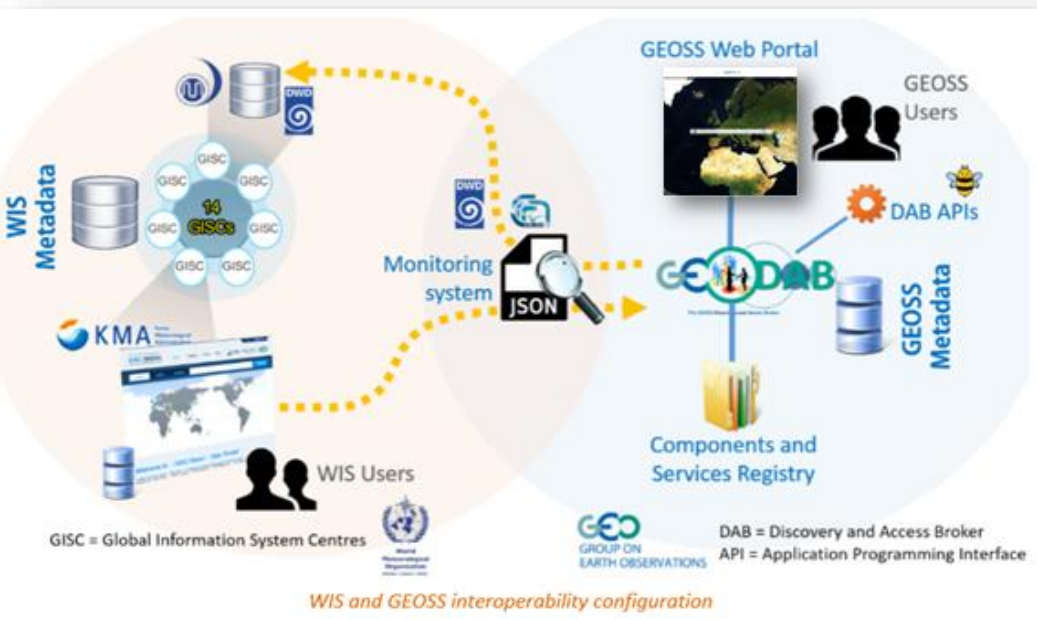 GEOSS Web Portal
GEOSS
Users
DWD
WIS
Metadata
GISC
GISC
GISC
GISC
GISC
GISC
GISC
14
GISCs
DWD
DAB APIs
Monitoring
system
JSON
GEO DAB
GEOSS
Metadata
KMA
Components and
Services Registry
WIS Users
World
Meteorological
Organization
GISC = Global Information System Centres
GEO
GROUP ON
EARTH OBSERVATIONS
DAB = Discovery and Access Broker
API = Application Programming Interface
WIS and GEOSS interoperability configuration